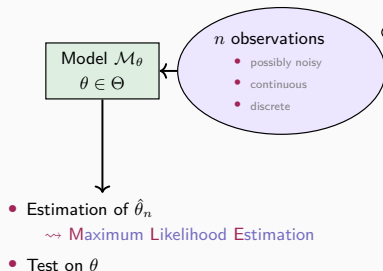 Model $\mathcal{M}_\theta$
$\theta \in \Theta$
$n$ observations
• possibly noisy
• continuous
• discrete
• Estimation of $\hat{\theta}_n$
⇝ Maximum Likelihood Estimation
• Test on $\theta$